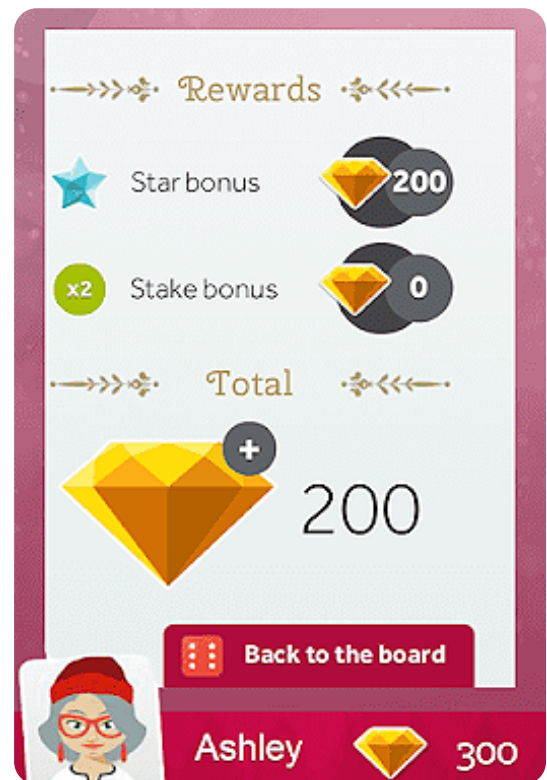 Rewards
Star bonus 200
x2 Stake bonus 0
Total
+ 200
Back to the board
Ashley 300